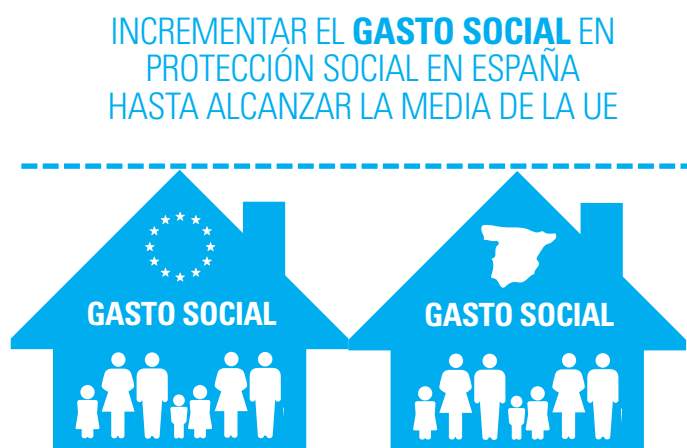 INCREMENTAR EL GASTO SOCIAL EN
PROTECCIÓN SOCIAL EN ESPAÑA
HASTA ALCANZAR LA MEDIA DE LA UE
GASTO SOCIAL
GASTO SOCIAL